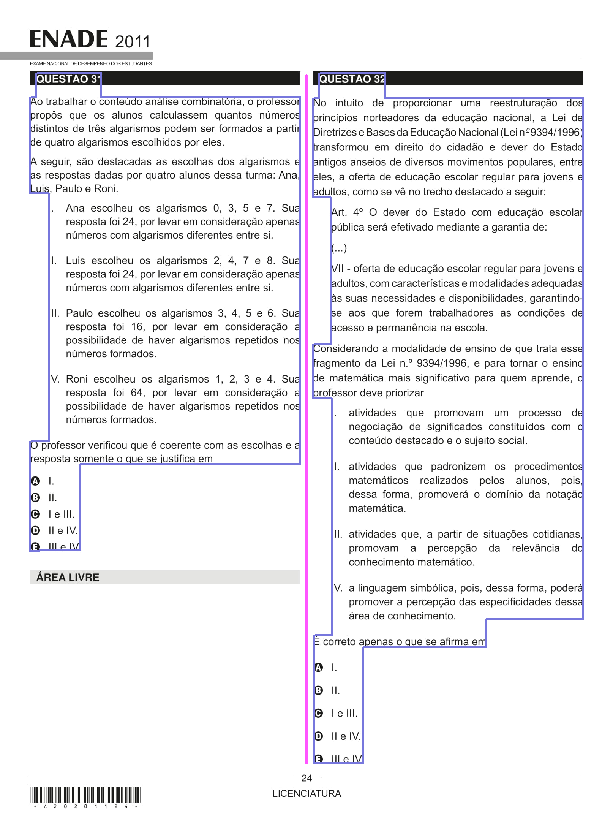 ENADE 2011
EXAME NACIONAL DE DESEMPENHO DOS ESTUDANTES
QUESTÃO 31
Ao trabalhar o conteúdo análise combinatória, o professor
propôs que os alunos calculassem quantos números
distintos de três algarismos podem ser formados a partir
de quatro algarismos escolhidos por eles.
A seguir, são destacadas as escolhas dos algarismos e
as respostas dadas por quatro alunos dessa turma: Ana,
Luis, Paulo e Roni.
I. Ana escolheu os algarismos 0, 3, 5 e 7. Sua
resposta foi 24, por levar em consideração apenas
números com algarismos diferentes entre si.
II. Luis escolheu os algarismos 2, 4, 7 e 8. Sua
resposta foi 24, por levar em consideração apenas
números com algarismos diferentes entre si.
III. Paulo escolheu os algarismos 3, 4, 5 e 6. Sua
resposta foi 16, por levar em consideração a
possibilidade de haver algarismos repetidos nos
números formados.
IV. Roni escolheu os algarismos 1, 2, 3 e 4. Sua
resposta foi 64, por levar em consideração a
possibilidade de haver algarismos repetidos nos
números formados.
O professor verificou que é coerente com as escolhas e a
resposta somente o que se justifica em
A I.
B II.
C I e III.
D II e IV.
E III e IV.
ÁREA LIVRE
QUESTÃO 32
No intuito de proporcionar uma reestruturação dos
princípios norteadores da educação nacional, a Lei de
Diretrizes e Bases da Educação Nacional (Lei n.º 9394/1996)
transformou em direito do cidadão e dever do Estado
antigos anseios de diversos movimentos populares, entre
eles, a oferta de educação escolar regular para jovens e
adultos, como se vê no trecho destacado a seguir:
Art. 4º O dever do Estado com educação escolar
pública será efetivado mediante a garantia de:
(...)
VII - oferta de educação escolar regular para jovens e
adultos, com características e modalidades adequadas
às suas necessidades e disponibilidades, garantindo-
se aos que forem trabalhadores as condições de
acesso e permanência na escola.
Considerando a modalidade de ensino de que trata esse
fragmento da Lei n.º 9394/1996, e para tornar o ensino
de matemática mais significativo para quem aprende, o
professor deve priorizar
I. atividades que promovam um processo de
negociação de significados constituídos com o
conteúdo destacado e o sujeito social.
II. atividades que padronizem os procedimentos
matemáticos realizados pelos alunos, pois,
dessa forma, promoverá o domínio da notação
matemática.
III. atividades que, a partir de situações cotidianas,
promovam a percepção da relevância do
conhecimento matemático.
IV. a linguagem simbólica, pois, dessa forma, poderá
promover a percepção das especificidades dessa
área de conhecimento.
É correto apenas o que se afirma em
A I.
B II.
C I e III.
D II e IV.
E III e IV.
24
LICENCIATURA